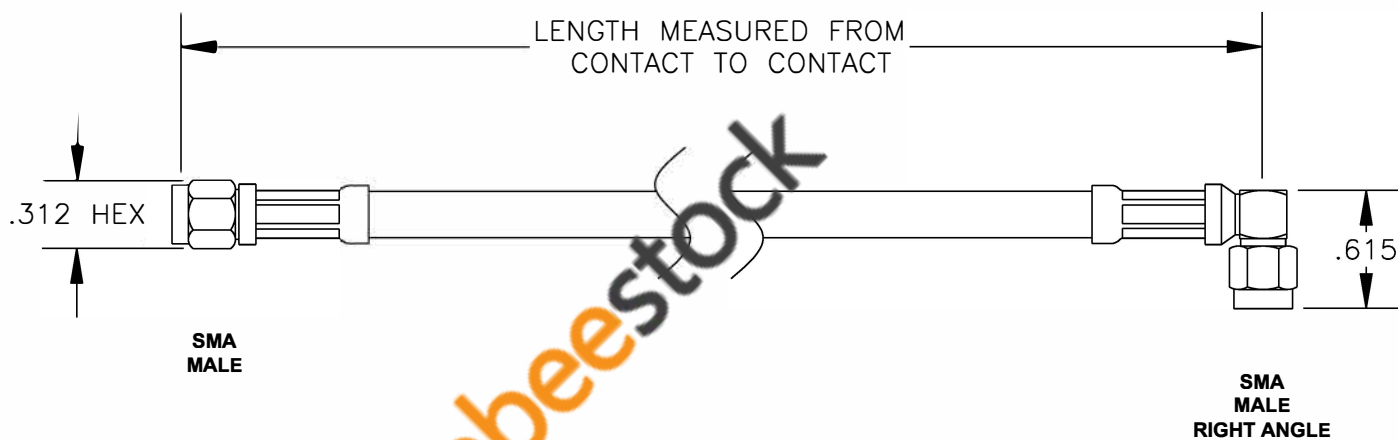 LENGTH MEASURED FROM
CONTACT TO CONTACT
.312 HEX
.615
SMA
MALE
SMA
MALE
RIGHT ANGLE
beestock